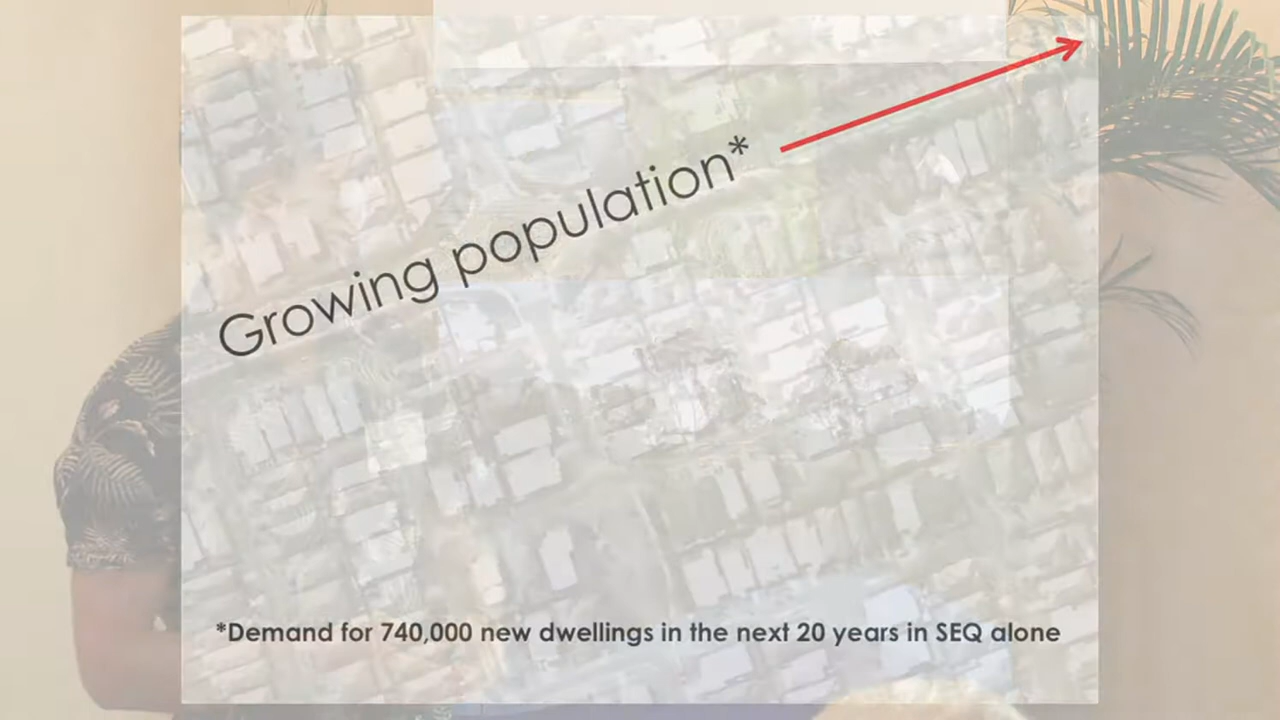 Growing population*
*Demand for 740,000 new dwellings in the next 20 years in SEQ alone